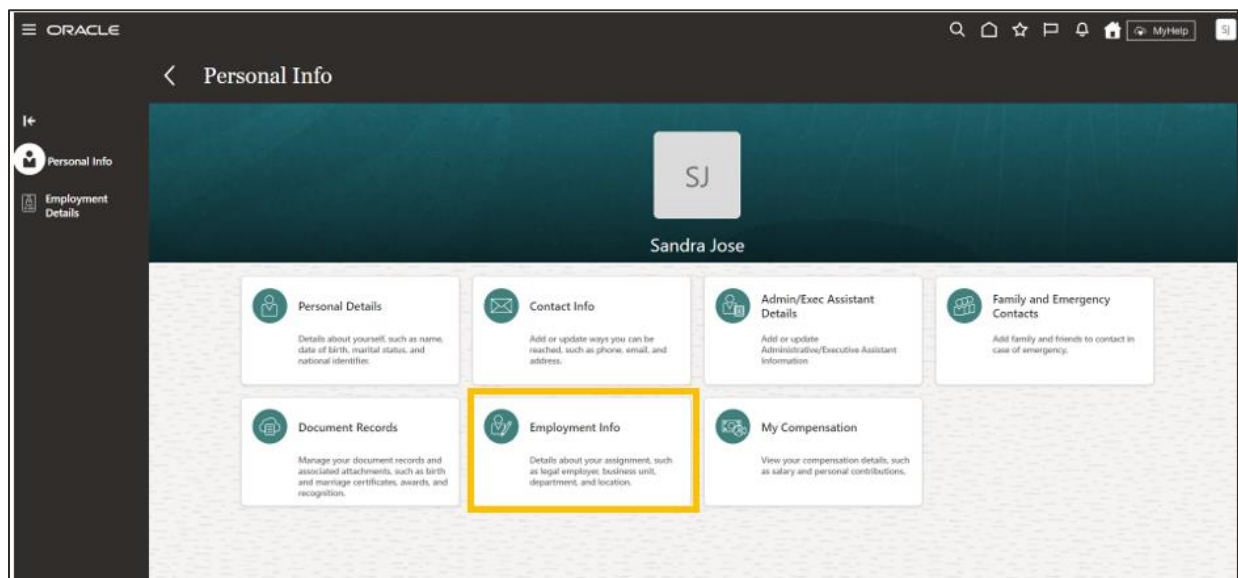 ORACLE
MyHelp
SJ
Personal Info
Personal Info
Employment
Details
SJ
Sandra Jose
Personal Details
Details about yourself, such as name,
date of birth, marital status, and
national identifier.
Contact Info
Add or update ways you can be
reached, such as phone, email, and
address.
Admin/Exec Assistant
Details
Add or update
Administrative/Executive Assistant
Information
Family and Emergency
Contacts
Add family and friends to contact in
case of emergency.
Document Records
Manage your document records and
associated attachments, such as birth
and marriage certificates, awards, and
recognition.
Employment Info
Details about your assignment, such
as legal employer, business unit,
department, and location.
My Compensation
View your compensation details, such
as salary and personal contributions.